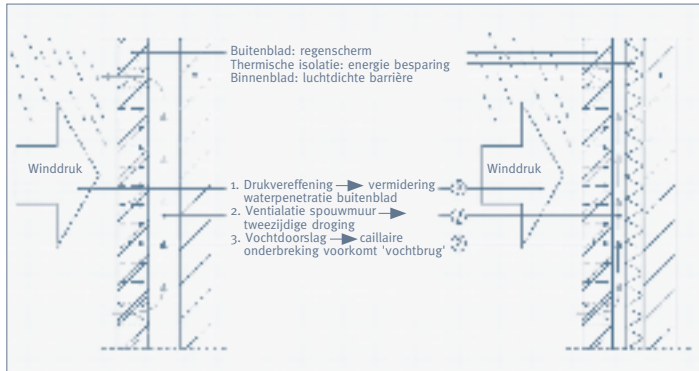 Buitenblad: regenscherm
Thermische isolatie: energie besparing
Binnenblad: luchtdichte barrière
Winddruk
Winddruk
1. Drukvereffening → vermidering
waterpenetratie buitenblad
2. Ventialatie spouwmuur →
tweezijdige droging
3. Vochtdoorslag → caillaire
onderbreking voorkomt 'vochtbrug'